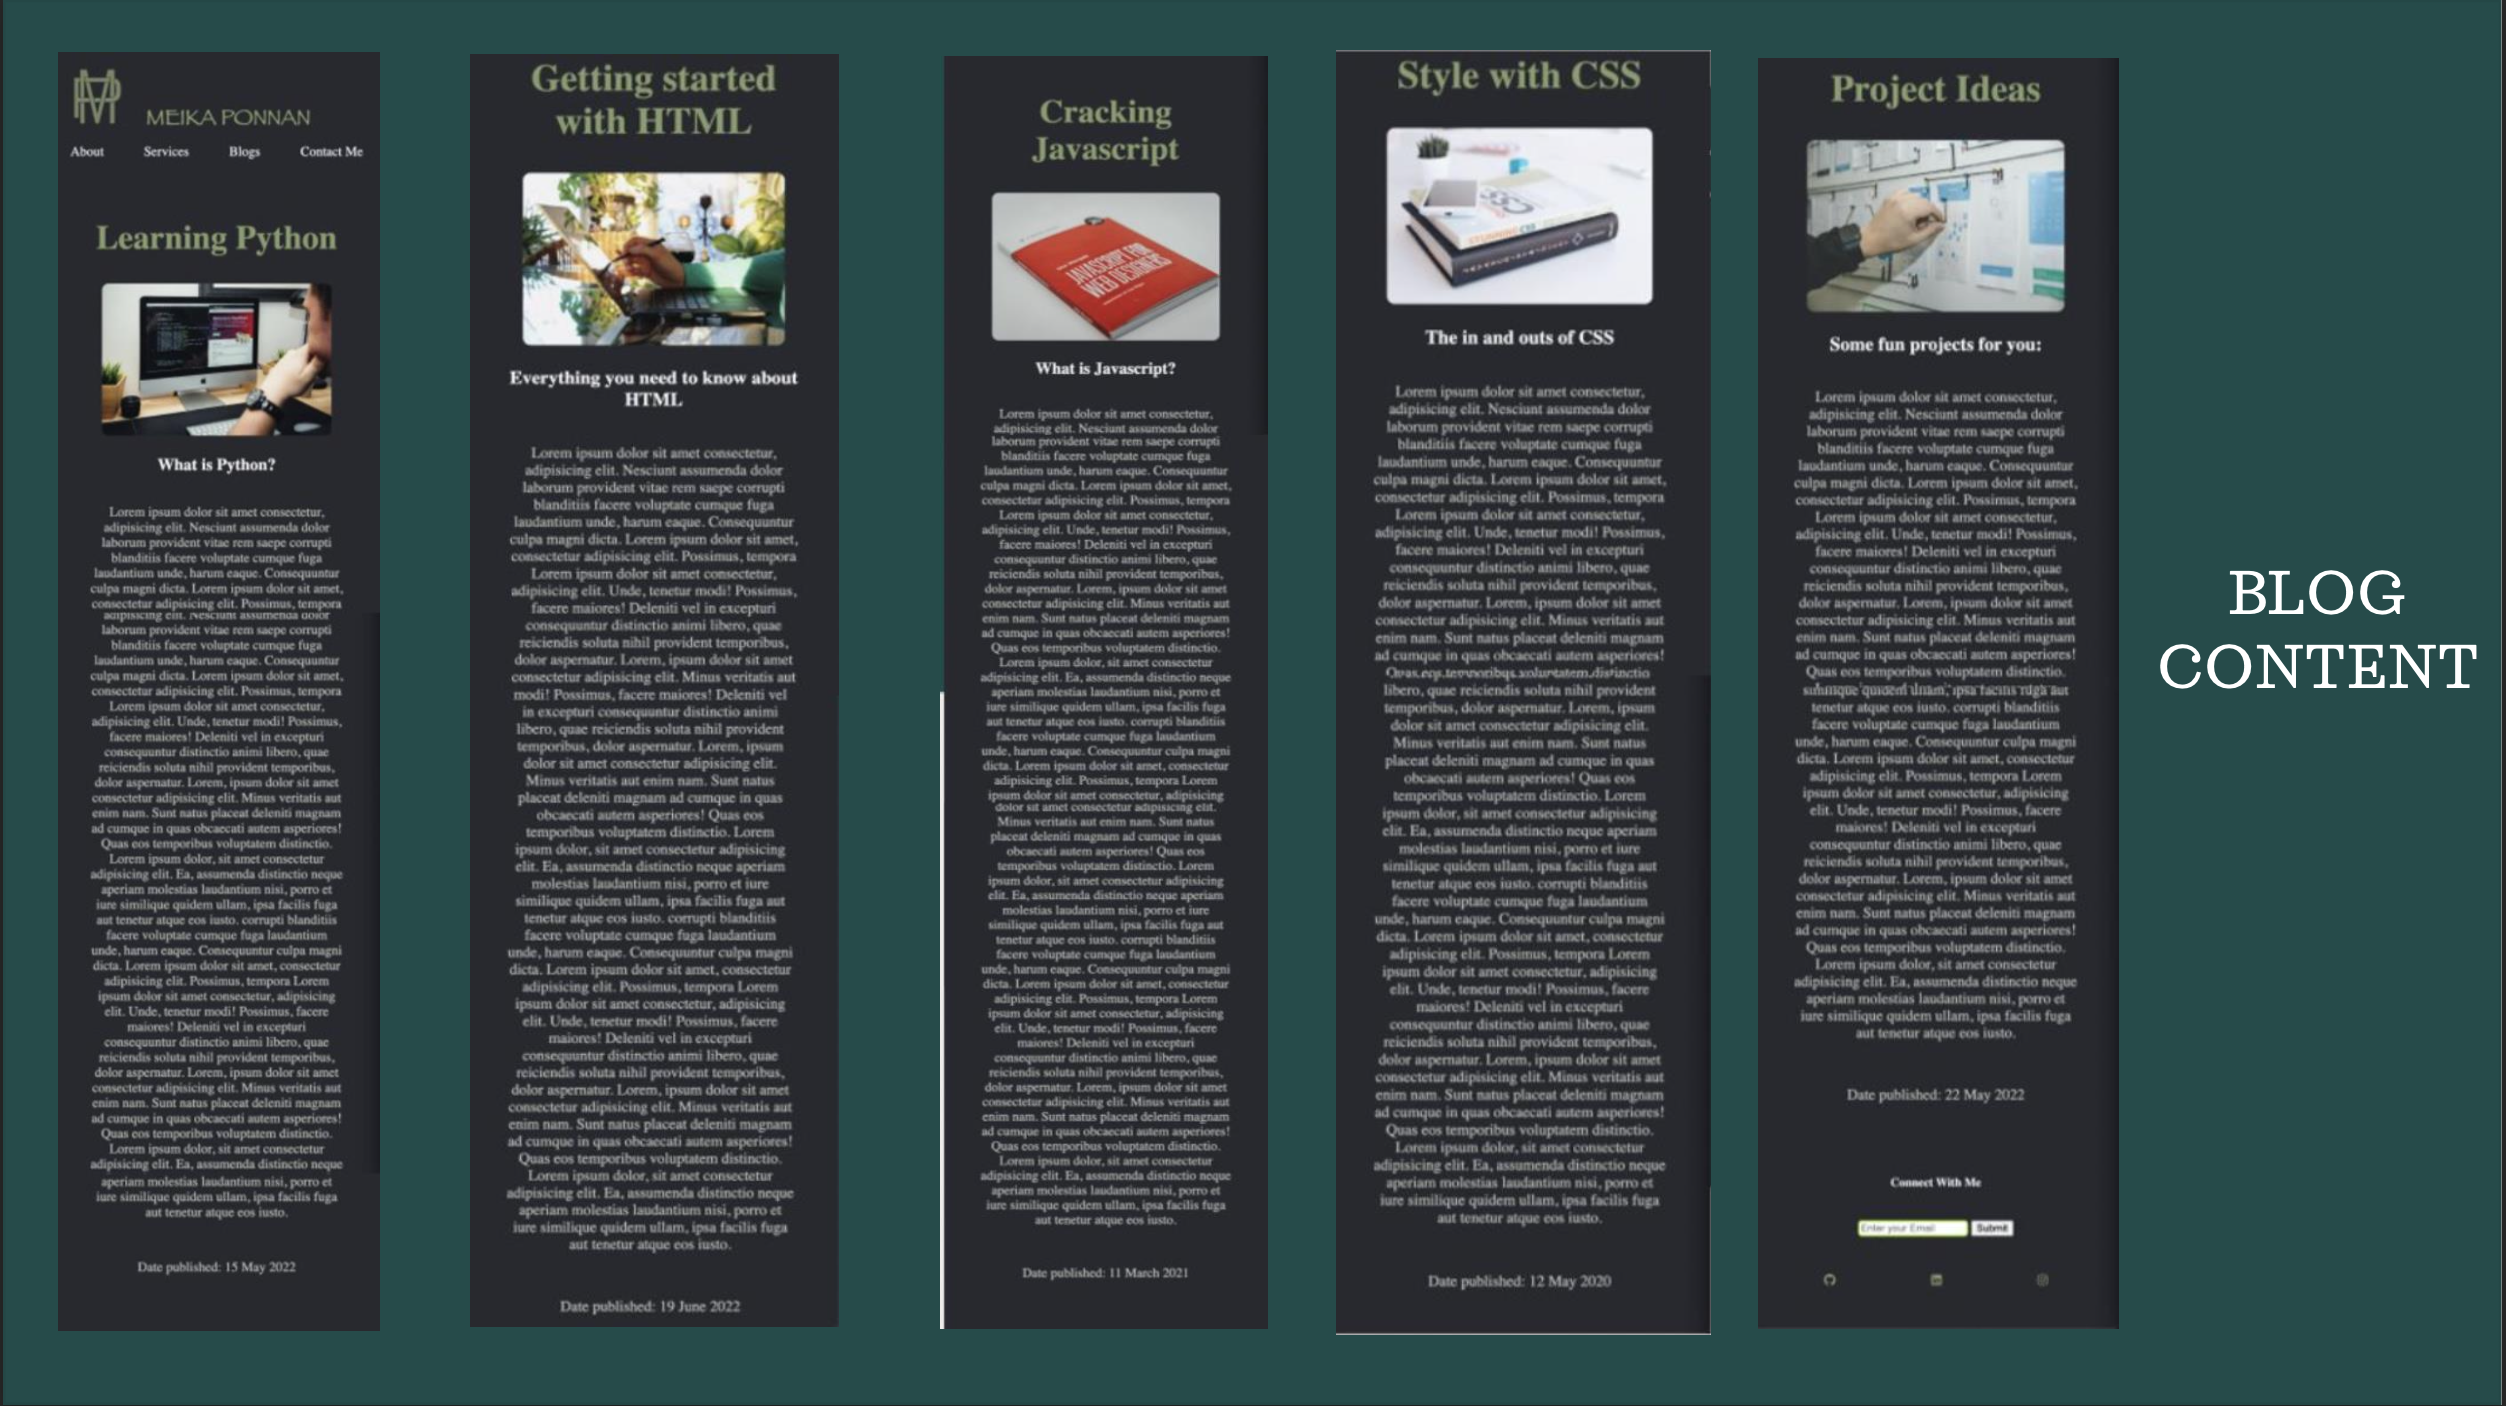 MP
MEIKA PONNAN
About Services Blogs Contact Me
Learning Python
What is Python?
Lorem ipsum dolor sit amet consectetur,
adipisicing elit. Nesciunt assumenda dolor
laborum provident vitae rem saepe corrupti
blanditiis facere voluptate cumque fuga
laudantium unde, harum eaque. Consequuntur
culpa magni dicta. Lorem ipsum dolor sit amet,
consectetur adipisicing elit. Possimus, tempora
adipisicing elit. Nesciunt assumenda dolor
laborum provident vitae rem saepe corrupti
blanditiis facere voluptate cumque fuga
laudantium unde, harum eaque. Consequuntur
culpa magni dicta. Lorem ipsum dolor sit amet,
consectetur adipisicing elit. Possimus, tempora
Lorem ipsum dolor sit amet consectetur,
adipisicing elit. Unde, tenetur modi! Possimus,
facere maiores! Deleniti vel in excepturi
consequuntur distinctio animi libero, quae
reiciendis soluta nihil provident temporibus,
dolor aspernatur. Lorem, ipsum dolor sit amet
consectetur adipisicing elit. Minus veritatis aut
enim nam. Sunt natus placeat deleniti magnam
ad cumque in quas obcaecati autem asperiores!
Quas eos temporibus voluptatem distinctio.
Lorem ipsum dolor, sit amet consectetur
adipisicing elit. Ea, assumenda distinctio neque
aperiam molestias laudantium nisi, porro et
iure similique quidem ullam, ipsa facilis fuga
aut tenetur atque eos iusto. corrupti blanditiis
facere voluptate cumque fuga laudantium
unde, harum eaque. Consequuntur culpa magni
dicta. Lorem ipsum dolor sit amet, consectetur
adipisicing elit. Possimus, tempora Lorem
ipsum dolor sit amet consectetur, adipisicing
elit. Unde, tenetur modi! Possimus, facere
maiores! Deleniti vel in excepturi
consequuntur distinctio animi libero, quae
reiciendis soluta nihil provident temporibus,
dolor aspernatur. Lorem, ipsum dolor sit amet
consectetur adipisicing elit. Minus veritatis aut
enim nam. Sunt natus placeat deleniti magnam
ad cumque in quas obcaecati autem asperiores!
Quas eos temporibus voluptatem distinctio.
Lorem ipsum dolor, sit amet consectetur
adipisicing elit. Ea, assumenda distinctio neque
aperiam molestias laudantium nisi, porro et
iure similique quidem ullam, ipsa facilis fuga
aut tenetur atque eos iusto.
Date published: 15 May 2022
Getting started
with HTML
Everything you need to know about
HTML
Lorem ipsum dolor sit amet consectetur,
adipisicing elit. Nesciunt assumenda dolor
laborum provident vitae rem saepe corrupti
blanditiis facere voluptate cumque fuga
laudantium unde, harum eaque. Consequuntur
culpa magni dicta. Lorem ipsum dolor sit amet,
consectetur adipisicing elit. Possimus, tempora
Lorem ipsum dolor sit amet consectetur,
adipisicing elit. Unde, tenetur modi! Possimus,
facere maiores! Deleniti vel in excepturi
consequuntur distinctio animi libero, quae
reiciendis soluta nihil provident temporibus,
dolor aspernatur. Lorem, ipsum dolor sit amet
consectetur adipisicing elit. Minus veritatis aut
modi! Possimus, facere maiores! Deleniti vel
in excepturi consequuntur distinctio animi
libero, quae reiciendis soluta nihil provident
temporibus, dolor aspernatur. Lorem, ipsum
dolor sit amet consectetur adipisicing elit.
Minus veritatis aut enim nam. Sunt natus
placeat deleniti magnam ad cumque in quas
obcaecati autem asperiores! Quas eos
temporibus voluptatem distinctio. Lorem
ipsum dolor, sit amet consectetur adipisicing
elit. Ea, assumenda distinctio neque aperiam
molestias laudantium nisi, porro et iure
similique quidem ullam, ipsa facilis fuga aut
tenetur atque eos iusto. corrupti blanditiis
facere voluptate cumque fuga laudantium
unde, harum eaque. Consequuntur culpa magni
dicta. Lorem ipsum dolor sit amet, consectetur
adipisicing elit. Possimus, tempora Lorem
ipsum dolor sit amet consectetur, adipisicing
elit. Unde, tenetur modi! Possimus, facere
maiores! Deleniti vel in excepturi
consequuntur distinctio animi libero, quae
reiciendis soluta nihil provident temporibus,
dolor aspernatur. Lorem, ipsum dolor sit amet
consectetur adipisicing elit. Minus veritatis aut
enim nam. Sunt natus placeat deleniti magnam
ad cumque in quas obcaecati autem asperiores!
Quas eos temporibus voluptatem distinctio.
Lorem ipsum dolor, sit amet consectetur
adipisicing elit. Ea, assumenda distinctio neque
aperiam molestias laudantium nisi, porro et
iure similique quidem ullam, ipsa facilis fuga
aut tenetur atque eos iusto.
Date published: 19 June 2022
Cracking
Javascript
JAVASCRIPT FOR
WEB DESIGNERS
What is Javascript?
Lorem ipsum dolor sit amet consectetur,
adipisicing elit. Nesciunt assumenda dolor
laborum provident vitae rem saepe corrupti
blanditiis facere voluptate cumque fuga
laudantium unde, harum eaque. Consequuntur
culpa magni dicta. Lorem ipsum dolor sit amet,
consectetur adipisicing elit. Possimus, tempora
Lorem ipsum dolor sit amet consectetur,
adipisicing elit. Unde, tenetur modi! Possimus,
facere maiores! Deleniti vel in excepturi
consequuntur distinctio animi libero, quae
reiciendis soluta nihil provident temporibus,
dolor aspernatur. Lorem, ipsum dolor sit amet
consectetur adipisicing elit. Minus veritatis aut
enim nam. Sunt natus placeat deleniti magnam
ad cumque in quas obcaecati autem asperiores!
Quas eos temporibus voluptatem distinctio.
Lorem ipsum dolor, sit amet consectetur
adipisicing elit. Ea, assumenda distinctio neque
aperiam molestias laudantium nisi, porro et
iure similique quidem ullam, ipsa facilis fuga
aut tenetur atque eos iusto. corrupti blanditiis
facere voluptate cumque fuga laudantium
unde, harum eaque. Consequuntur culpa magni
dicta. Lorem ipsum dolor sit amet, consectetur
adipisicing elit. Possimus, tempora Lorem
ipsum dolor sit amet consectetur, adipisicing
dolor sit amet consectetur adipisicing elit.
Minus veritatis aut enim nam. Sunt natus
placeat deleniti magnam ad cumque in quas
obcaecati autem asperiores! Quas eos
temporibus voluptatem distinctio. Lorem
ipsum dolor, sit amet consectetur adipisicing
elit. Ea, assumenda distinctio neque aperiam
molestias laudantium nisi, porro et iure
similique quidem ullam, ipsa facilis fuga aut
tenetur atque eos iusto. corrupti blanditiis
facere voluptate cumque fuga laudantium
unde, harum eaque. Consequuntur culpa magni
dicta. Lorem ipsum dolor sit amet, consectetur
adipisicing elit. Possimus, tempora Lorem
ipsum dolor sit amet consectetur, adipisicing
elit. Unde, tenetur modi! Possimus, facere
maiores! Deleniti vel in excepturi
consequuntur distinctio animi libero, quae
reiciendis soluta nihil provident temporibus,
dolor aspernatur. Lorem, ipsum dolor sit amet
consectetur adipisicing elit. Minus veritatis aut
enim nam. Sunt natus placeat deleniti magnam
ad cumque in quas obcaecati autem asperiores!
Quas eos temporibus voluptatem distinctio.
Lorem ipsum dolor, sit amet consectetur
adipisicing elit. Ea, assumenda distinctio neque
aperiam molestias laudantium nisi, porro et
iure similique quidem ullam, ipsa facilis fuga
aut tenetur atque eos iusto.
Date published: 11 March 2021
Style with CSS
The in and outs of CSS
Lorem ipsum dolor sit amet consectetur,
adipisicing elit. Nesciunt assumenda dolor
laborum provident vitae rem saepe corrupti
blanditiis facere voluptate cumque fuga
laudantium unde, harum eaque. Consequuntur
culpa magni dicta. Lorem ipsum dolor sit amet,
consectetur adipisicing elit. Possimus, tempora
Lorem ipsum dolor sit amet consectetur,
adipisicing elit. Unde, tenetur modi! Possimus,
facere maiores! Deleniti vel in excepturi
consequuntur distinctio animi libero, quae
reiciendis soluta nihil provident temporibus,
dolor aspernatur. Lorem, ipsum dolor sit amet
consectetur adipisicing elit. Minus veritatis aut
enim nam. Sunt natus placeat deleniti magnam
ad cumque in quas obcaecati autem asperiores!
Quas eos temporibus voluptatem distinctio
libero, quae reiciendis soluta nihil provident
temporibus, dolor aspernatur. Lorem, ipsum
dolor sit amet consectetur adipisicing elit.
Minus veritatis aut enim nam. Sunt natus
placeat deleniti magnam ad cumque in quas
obcaecati autem asperiores! Quas eos
temporibus voluptatem distinctio. Lorem
ipsum dolor, sit amet consectetur adipisicing
elit. Ea, assumenda distinctio neque aperiam
molestias laudantium nisi, porro et iure
similique quidem ullam, ipsa facilis fuga aut
tenetur atque eos iusto. corrupti blanditiis
facere voluptate cumque fuga laudantium
unde, harum eaque. Consequuntur culpa magni
dicta. Lorem ipsum dolor sit amet, consectetur
adipisicing elit. Possimus, tempora Lorem
ipsum dolor sit amet consectetur, adipisicing
elit. Unde, tenetur modi! Possimus, facere
maiores! Deleniti vel in excepturi
consequuntur distinctio animi libero, quae
reiciendis soluta nihil provident temporibus,
dolor aspernatur. Lorem, ipsum dolor sit amet
consectetur adipisicing elit. Minus veritatis aut
enim nam. Sunt natus placeat deleniti magnam
ad cumque in quas obcaecati autem asperiores!
Quas eos temporibus voluptatem distinctio.
Lorem ipsum dolor, sit amet consectetur
adipisicing elit. Ea, assumenda distinctio neque
aperiam molestias laudantium nisi, porro et
iure similique quidem ullam, ipsa facilis fuga
aut tenetur atque eos iusto.
Date published: 12 May 2020
Project Ideas
Some fun projects for you:
Lorem ipsum dolor sit amet consectetur,
adipisicing elit. Nesciunt assumenda dolor
laborum provident vitae rem saepe corrupti
blanditiis facere voluptate cumque fuga
laudantium unde, harum eaque. Consequuntur
culpa magni dicta. Lorem ipsum dolor sit amet,
consectetur adipisicing elit. Possimus, tempora
Lorem ipsum dolor sit amet consectetur,
adipisicing elit. Unde, tenetur modi! Possimus,
facere maiores! Deleniti vel in excepturi
consequuntur distinctio animi libero, quae
reiciendis soluta nihil provident temporibus,
dolor aspernatur. Lorem, ipsum dolor sit amet
consectetur adipisicing elit. Minus veritatis aut
enim nam. Sunt natus placeat deleniti magnam
ad cumque in quas obcaecati autem asperiores!
Quas eos temporibus voluptatem distinctio.
similique quidem ullam, ipsa facilis fuga aut
tenetur atque eos iusto. corrupti blanditiis
facere voluptate cumque fuga laudantium
unde, harum eaque. Consequuntur culpa magni
dicta. Lorem ipsum dolor sit amet, consectetur
adipisicing elit. Possimus, tempora Lorem
ipsum dolor sit amet consectetur, adipisicing
elit. Unde, tenetur modi! Possimus, facere
maiores! Deleniti vel in excepturi
consequuntur distinctio animi libero, quae
reiciendis soluta nihil provident temporibus,
dolor aspernatur. Lorem, ipsum dolor sit amet
consectetur adipisicing elit. Minus veritatis aut
enim nam. Sunt natus placeat deleniti magnam
ad cumque in quas obcaecati autem asperiores!
Quas eos temporibus voluptatem distinctio.
Lorem ipsum dolor, sit amet consectetur
adipisicing elit. Ea, assumenda distinctio neque
aperiam molestias laudantium nisi, porro et
iure similique quidem ullam, ipsa facilis fuga
aut tenetur atque eos iusto.
Date published: 22 May 2022
Connect With Me
Enter your Email Submit
BLOG
CONTENT